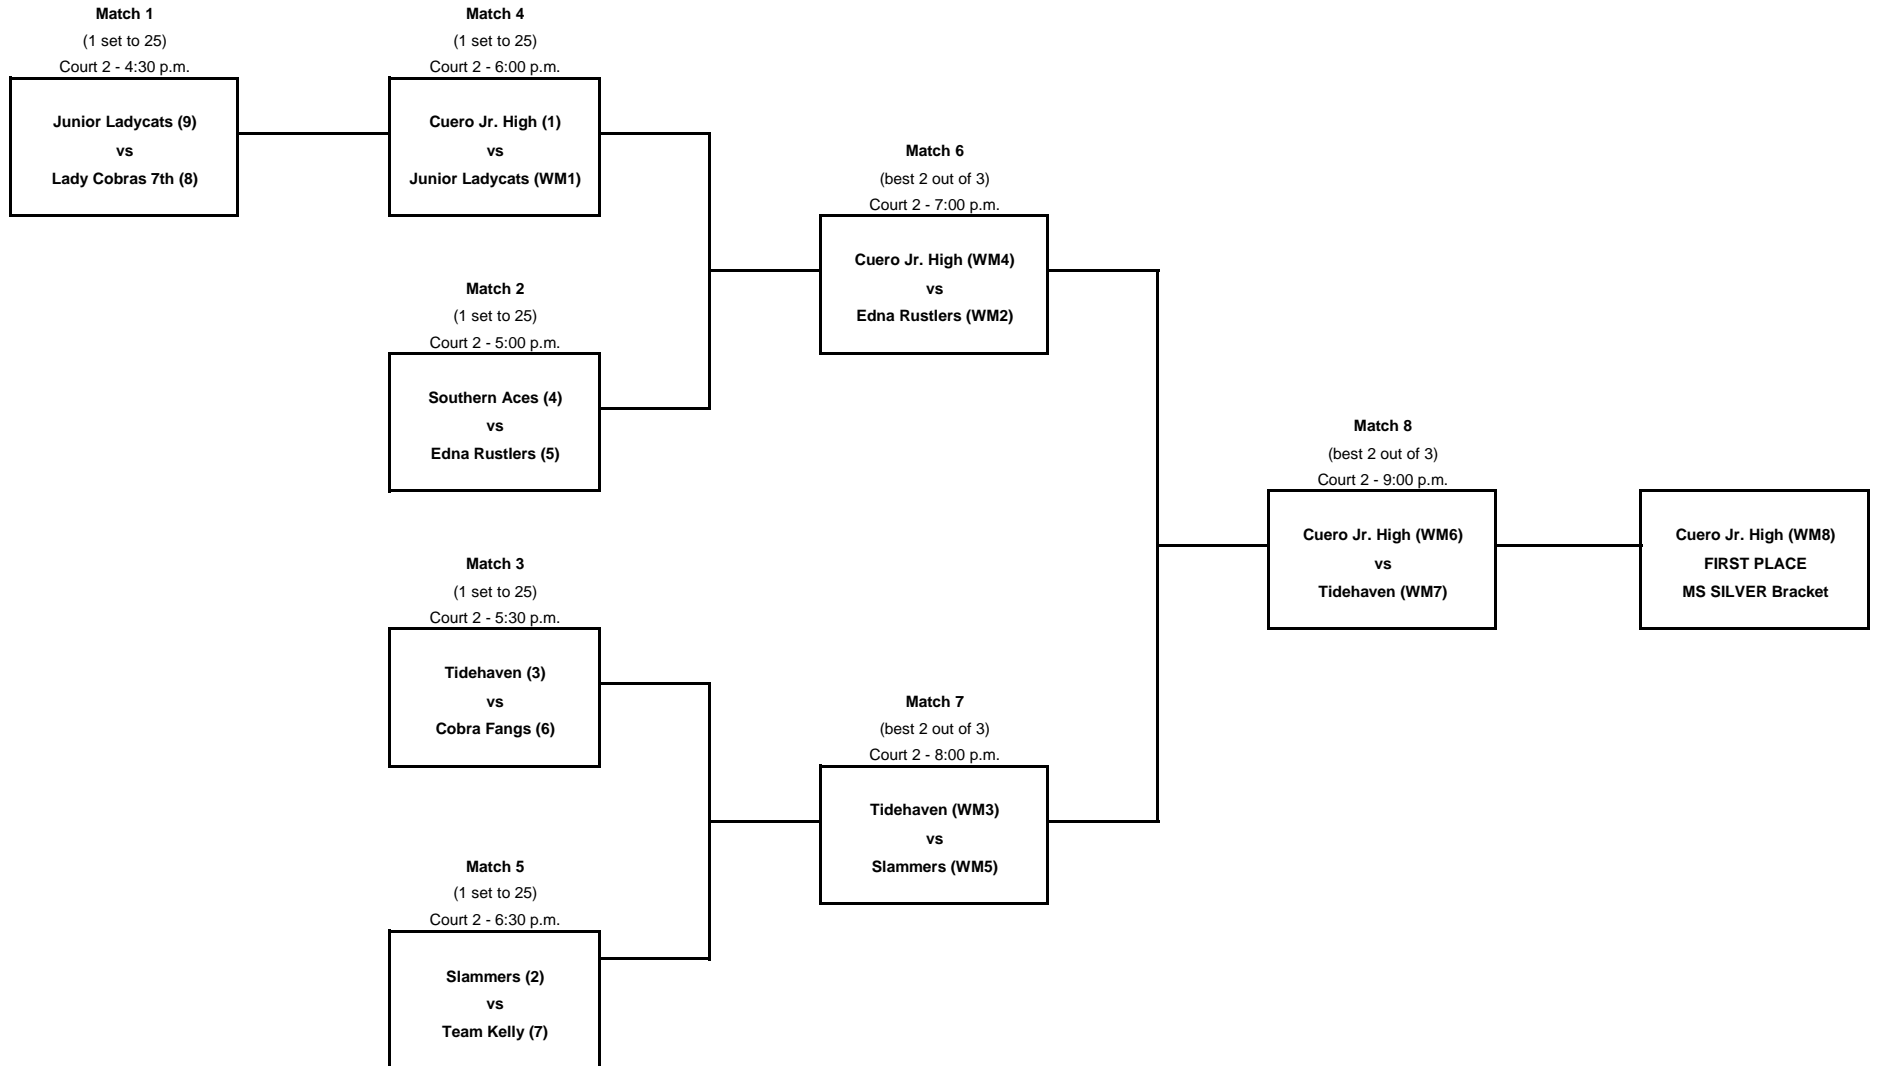 Match 1
(1 set to 25)
Court 2 - 4:30 p.m.
Junior Ladycats (9)
vs
Lady Cobras 7th (8)
Match 4
(1 set to 25)
Court 2 - 6:00 p.m.
Cuero Jr. High (1)
vs
Junior Ladycats (WM1)
Match 2
(1 set to 25)
Court 2 - 5:00 p.m.
Southern Aces (4)
vs
Edna Rustlers (5)
Match 3
(1 set to 25)
Court 2 - 5:30 p.m.
Tidehaven (3)
vs
Cobra Fangs (6)
Match 5
(1 set to 25)
Court 2 - 6:30 p.m.
Slammers (2)
vs
Team Kelly (7)
Match 6
(best 2 out of 3)
Court 2 - 7:00 p.m.
Cuero Jr. High (WM4)
vs
Edna Rustlers (WM2)
Match 7
(best 2 out of 3)
Court 2 - 8:00 p.m.
Tidehaven (WM3)
vs
Slammers (WM5)
Match 8
(best 2 out of 3)
Court 2 - 9:00 p.m.
Cuero Jr. High (WM6)
vs
Tidehaven (WM7)
Cuero Jr. High (WM8)
FIRST PLACE
MS SILVER Bracket